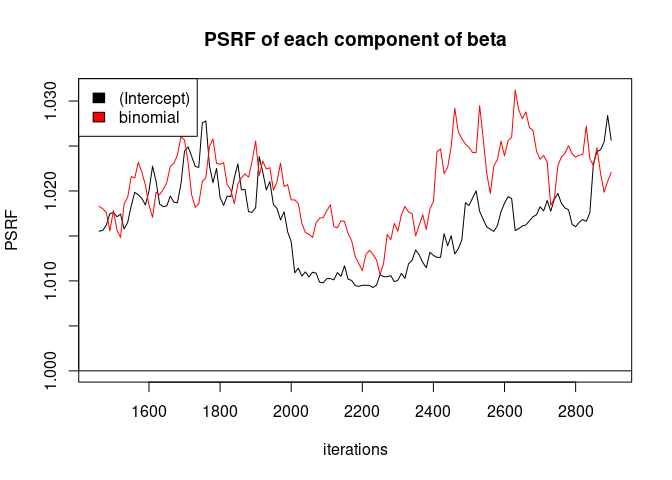 PSRF of each component of beta
(Intercept)
binomial
PSRF
1.030
1.020
1.010
1.000
1600 1800 2000 2200 2400 2600 2800
iterations